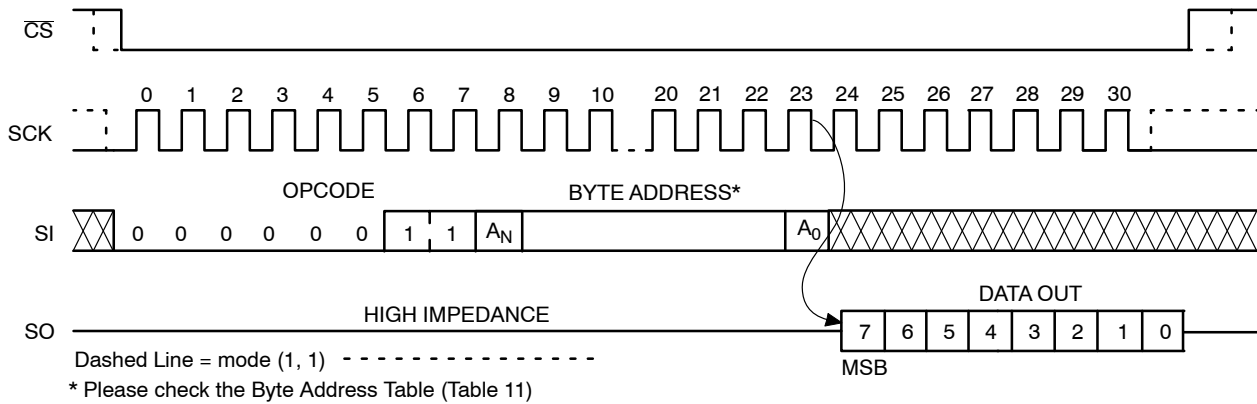 CS
0 1 2 3 4 5 6 7 8 9 10 20 21 22 23 24 25 26 27 28 29 30
SCK
OPCODE BYTE ADDRESS*
SI 0 0 0 0 0 0 1 1 AN A0
DATA OUT
HIGH IMPEDANCE
SO 7 6 5 4 3 2 1 0
Dashed Line = mode (1, 1) - - - - - - - - - - - - - -
MSB
* Please check the Byte Address Table (Table 11)